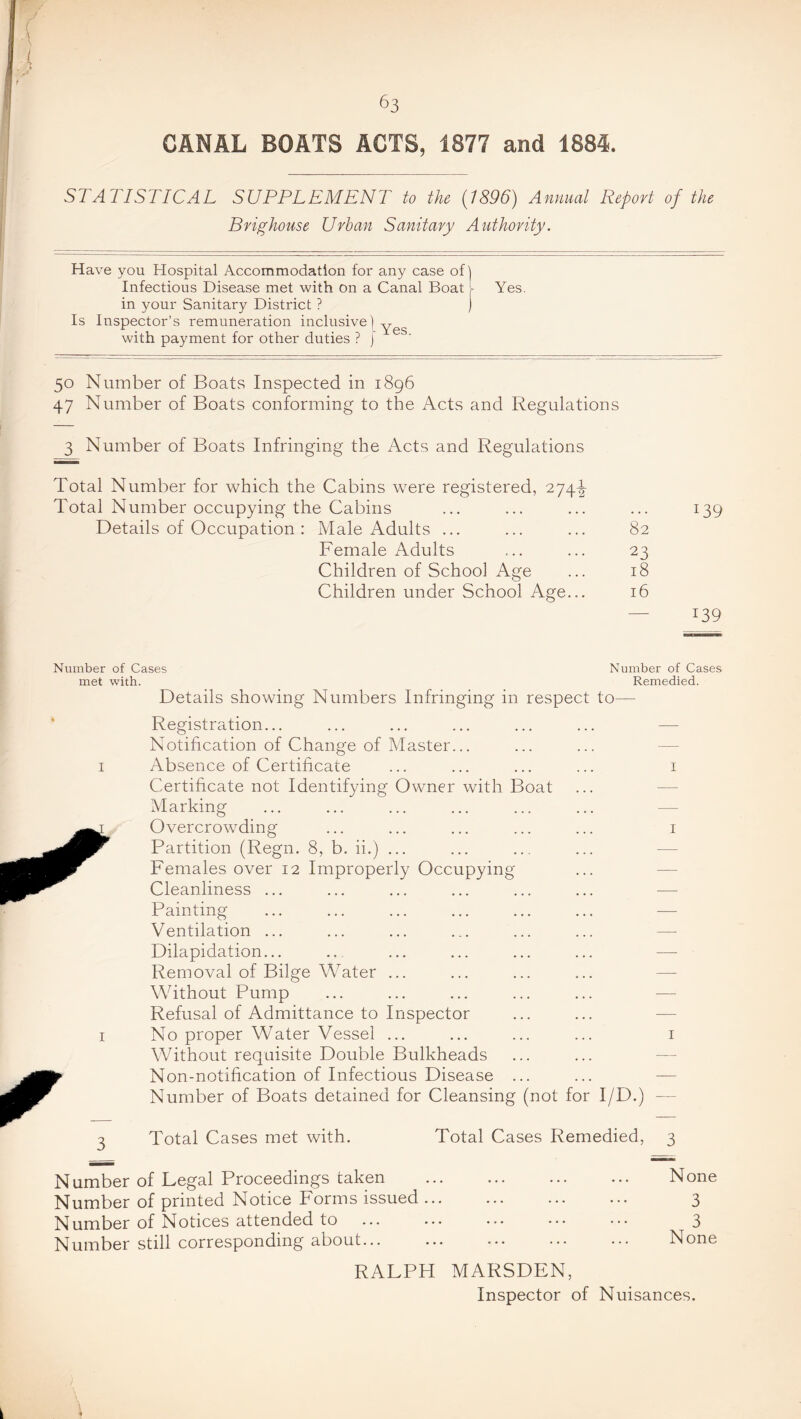 63
CANAL BOATS ACTS, 1877 and 1884.
STATISTICAL SUPPLEMENT to the (1896) Annual Report of the
Brighouse Urban Sanitary Authority.
Have you Hospital Accommodation for any case of }
Infectious Disease met with on a Canal Boat } Yes.
in your Sanitary District ? }
Is Inspector's remuneration inclusive } Yes.
with payment for other duties ? }
50 Number of Boats Inspected in 1896
47 Number of Boats conforming to the Acts and Regulations
3 Number of Boats Infringing the Acts and Regulations
Total Number for which the Cabins were registered, 274½
Total Number occupying the Cabins ... ... ... ... 139
Details of Occupation : Male Adults ... ... ... 82
Female Adults ... ... 23
Children of School Age ... 18
Children under School Age... 16
— 139
Number of Cases Number of Cases
met with. Remedied.
Details showing Numbers Infringing in respect to—
Registration... ... ... ... ... ... —
Notification of Change of Master... ... ... —
1 Absence of Certificate ... ... ... ... 1
Certificate not Identifying Owner with Boat ... —
Marking ... ... ... ... ... ... —
1 Overcrowding ... ... ... ... ... 1
Partition (Regn. 8, b. ii.) ... ... ... ... —
Females over 12 Improperly Occupying ... —
Cleanliness ... ... ... ... ... ... —
Painting ... ... ... ... ... ... —
Ventilation ... ... ... ... ... ... —
Dilapidation... ... ... ... ... ... —
Removal of Bilge Water ... ... ... ... —
Without Pump ... ... ... ... ... —
Refusal of Admittance to Inspector ... ... —
1 No proper Water Vessel ... ... ... ... 1
Without requisite Double Bulkheads ... ... —
Non-notification of Infectious Disease ... ... —
Number of Boats detained for Cleansing (not for I/D.) —
3 Total Cases met with. Total Cases Remedied, 3
Number of Legal Proceedings taken ... ... ... ... None
Number of printed Notice Forms issued ... ... ... ... 3
Number of Notices attended to ... ... ... ... ... 3
Number still corresponding about... ... ... ... ... None
RALPH MARSDEN,
Inspector of Nuisances.